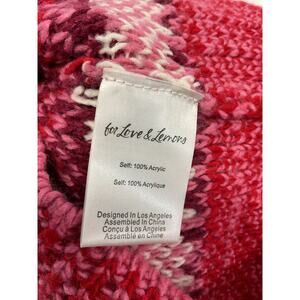 for Love & Lemons
Self: 100% Acrylic
Self: 100% Acrylique
Designed In Los Angeles
Assembled In China
Conçu à Los Angeles
Assemblé en Chine